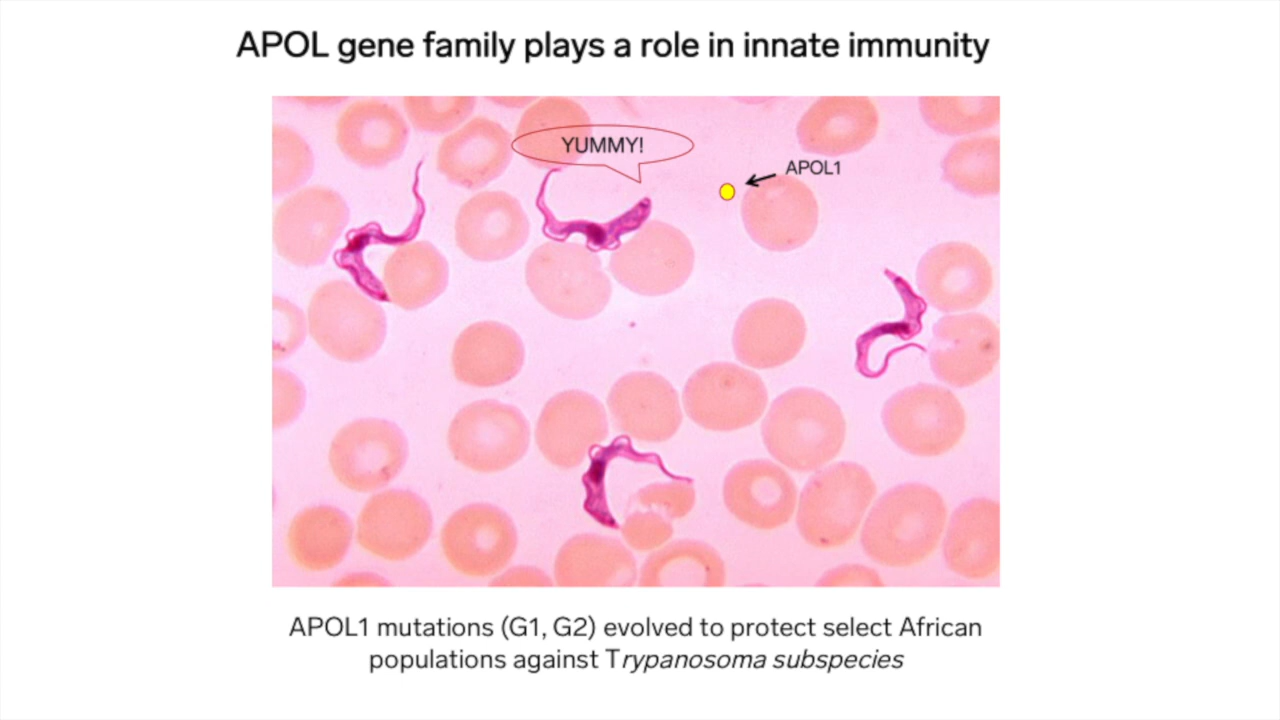 APOL gene family plays a role in innate immunity
YUMMY!
APOL1
APOL1 mutations (G1, G2) evolved to protect select African
populations against Trypanosoma subspecies